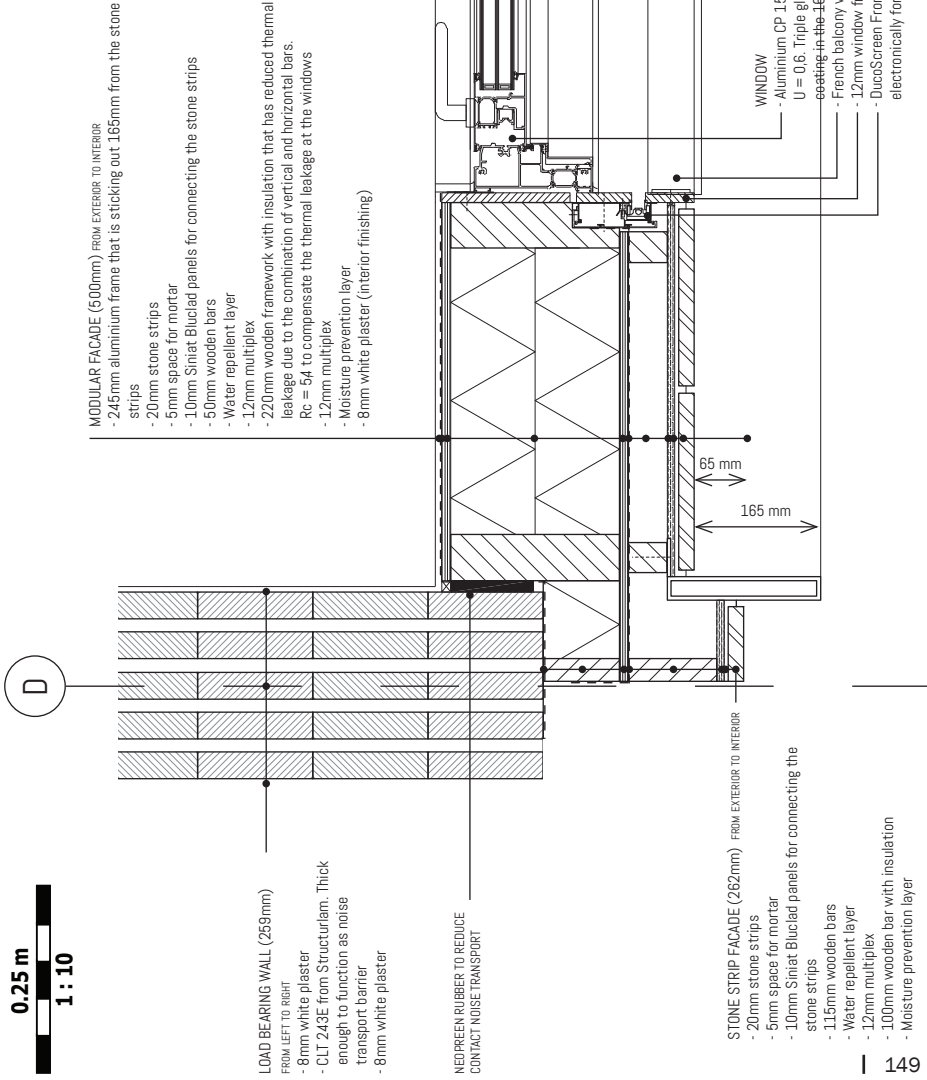 0.25 m
1 : 10
D
MODULAR FACADE (500mm) FROM EXTERIOR TO INTERIOR
- 245mm aluminium frame that is sticking out 165mm from the stone
strips
- 20mm stone strips
- 5mm space for mortar
- 10mm Siniat Bluclad panels for connecting the stone strips
- 50mm wooden bars
- Water repellent layer
- 12mm multiplex
- 220mm wooden framework with insulation that has reduced thermal
leakage due to the combination of vertical and horizontal bars.
Rc = 5,4 to compensate the thermal leakage at the windows
- 12mm multiplex
- Moisture prevention layer
- 8mm white plaster (interior finishing)
LOAD BEARING WALL (259mm)
FROM LEFT TO RIGHT
- 8mm white plaster
- CLT 243E from Structurlam. Thick
enough to function as noise
transport barrier
- 8mm white plaster
NEOPREEN RUBBER TO REDUCE
CONTACT NOISE TRANSPORT
65 mm
165 mm
WINDOW
- Aluminium CP
U = 0,6. Triple
coating in the
- French balcony
- 12mm window
- DucoScreen
electronically for
STONE STRIP FACADE (262mm) FROM EXTERIOR TO INTERIOR
- 20mm stone strips
- 5mm space for mortar
- 10mm Siniat Bluclad panels for connecting the
stone strips
- 115mm wooden bars
- Water repellent layer
- 12mm multiplex
- 100mm wooden bar with insulation
- Moisture prevention layer
149